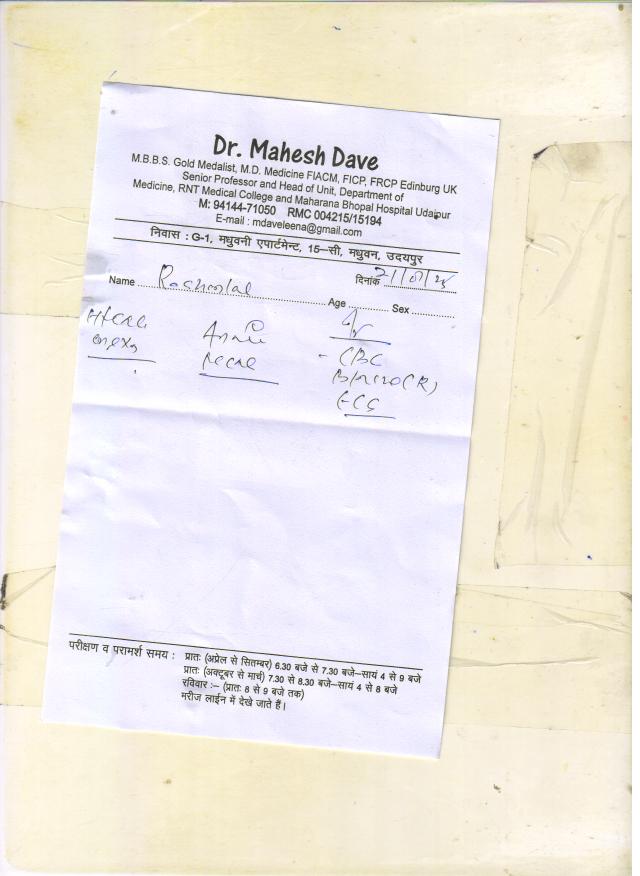 Dr. Mahesh Dave
M.B.B.S. Gold Medalist, M.D. Medicine FIACM, FICP, FRCP Edinburg UK
Senior Professor and Head of Unit, Department of
Medicine, RNT Medical College and Maharana Bhopal Hospital Udaipur
M: 94144-71050 RMC 004215/15194
E-mail : mdaveleena@gmail.com
निवास : G-1, मधुवनी एपार्टमेन्ट, 15–सी, मधुवन, उदयपुर
दिनांक
Name Age Sex
- CBC
ECG
परीक्षण व परामर्श समय : प्रातः (अप्रेल से सितम्बर) 6.30 बजे से 7.30 बजे–सायं 4 से 9 बजे
प्रातः (अक्टूबर से मार्च) 7.30 से 8.30 बजे–सायं 4 से 8 बजे
रविवार :– (प्रातः 8 से 9 बजे तक)
मरीज लाईन में देखे जाते हैं।